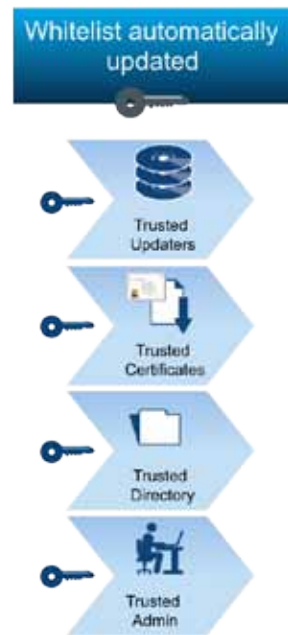 Whitelist automatically
updated
Trusted
Updaters
Trusted
Certificates
Trusted
Directory
Trusted
Admin